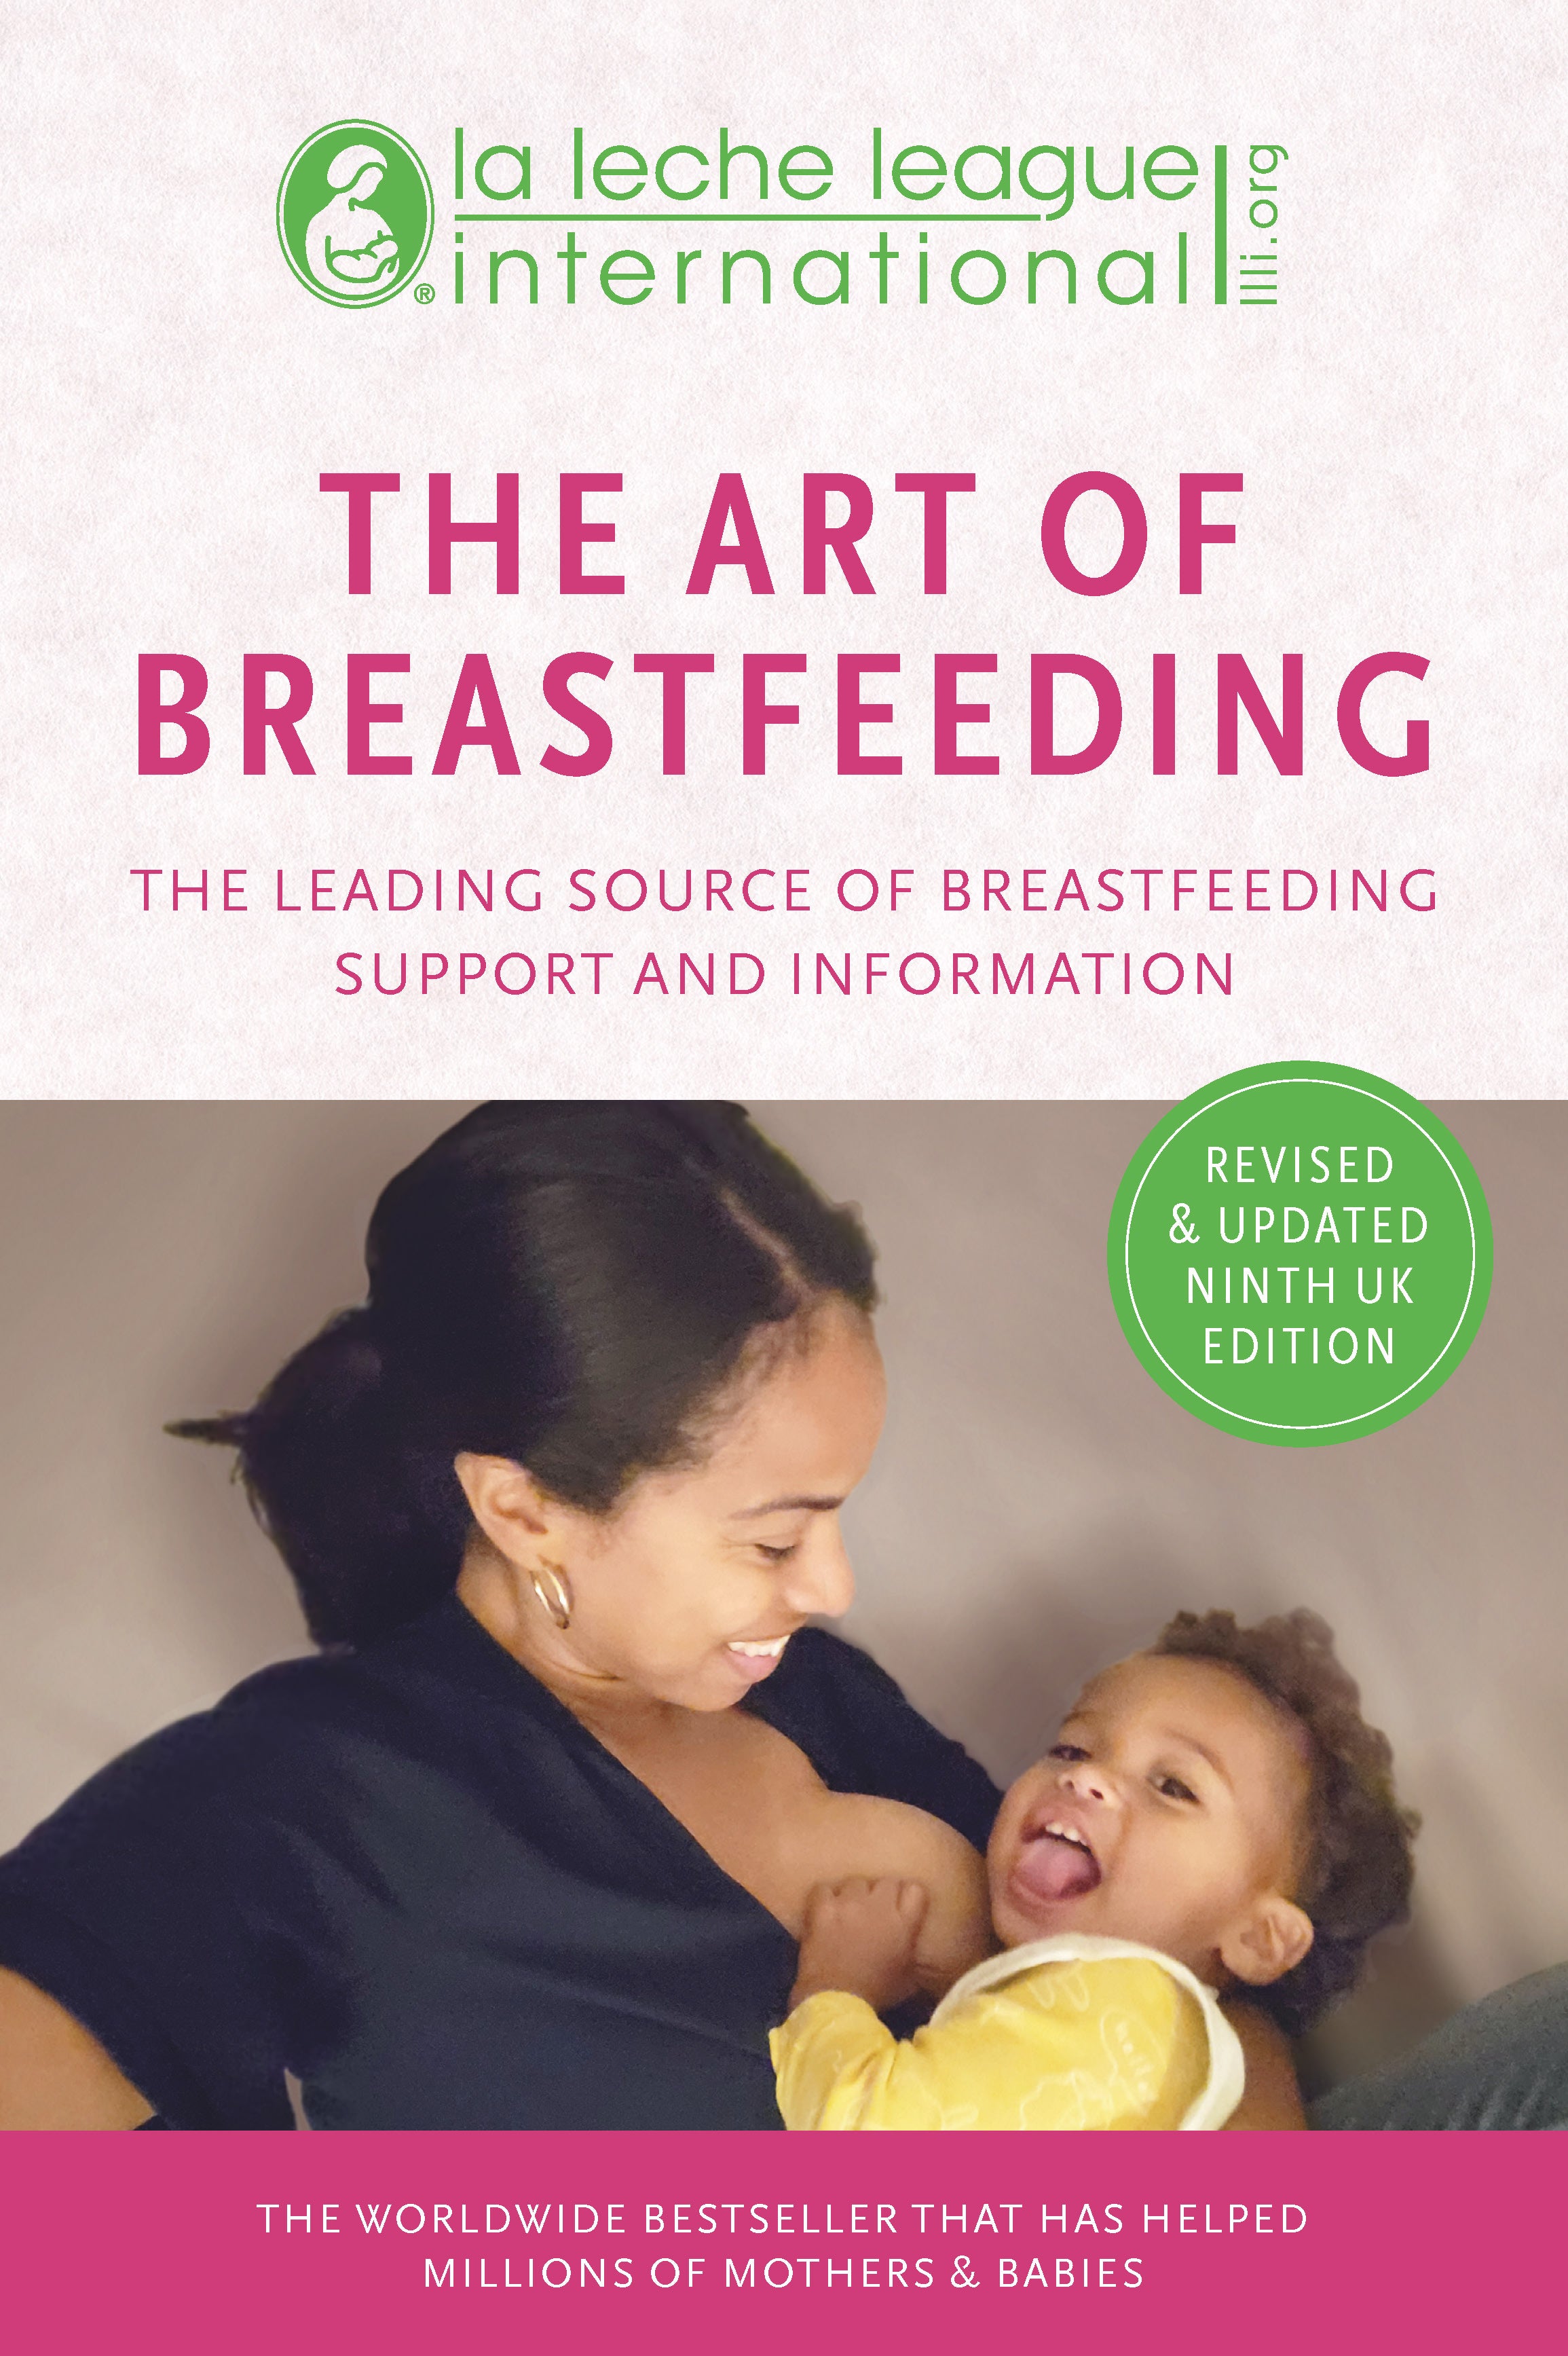 la leche league
international
llli.org
®
THE ART OF
BREASTFEEDING
THE LEADING SOURCE OF BREASTFEEDING
SUPPORT AND INFORMATION
REVISED
& UPDATED
NINTH UK
EDITION
THE WORLDWIDE BESTSELLER THAT HAS HELPED
MILLIONS OF MOTHERS & BABIES